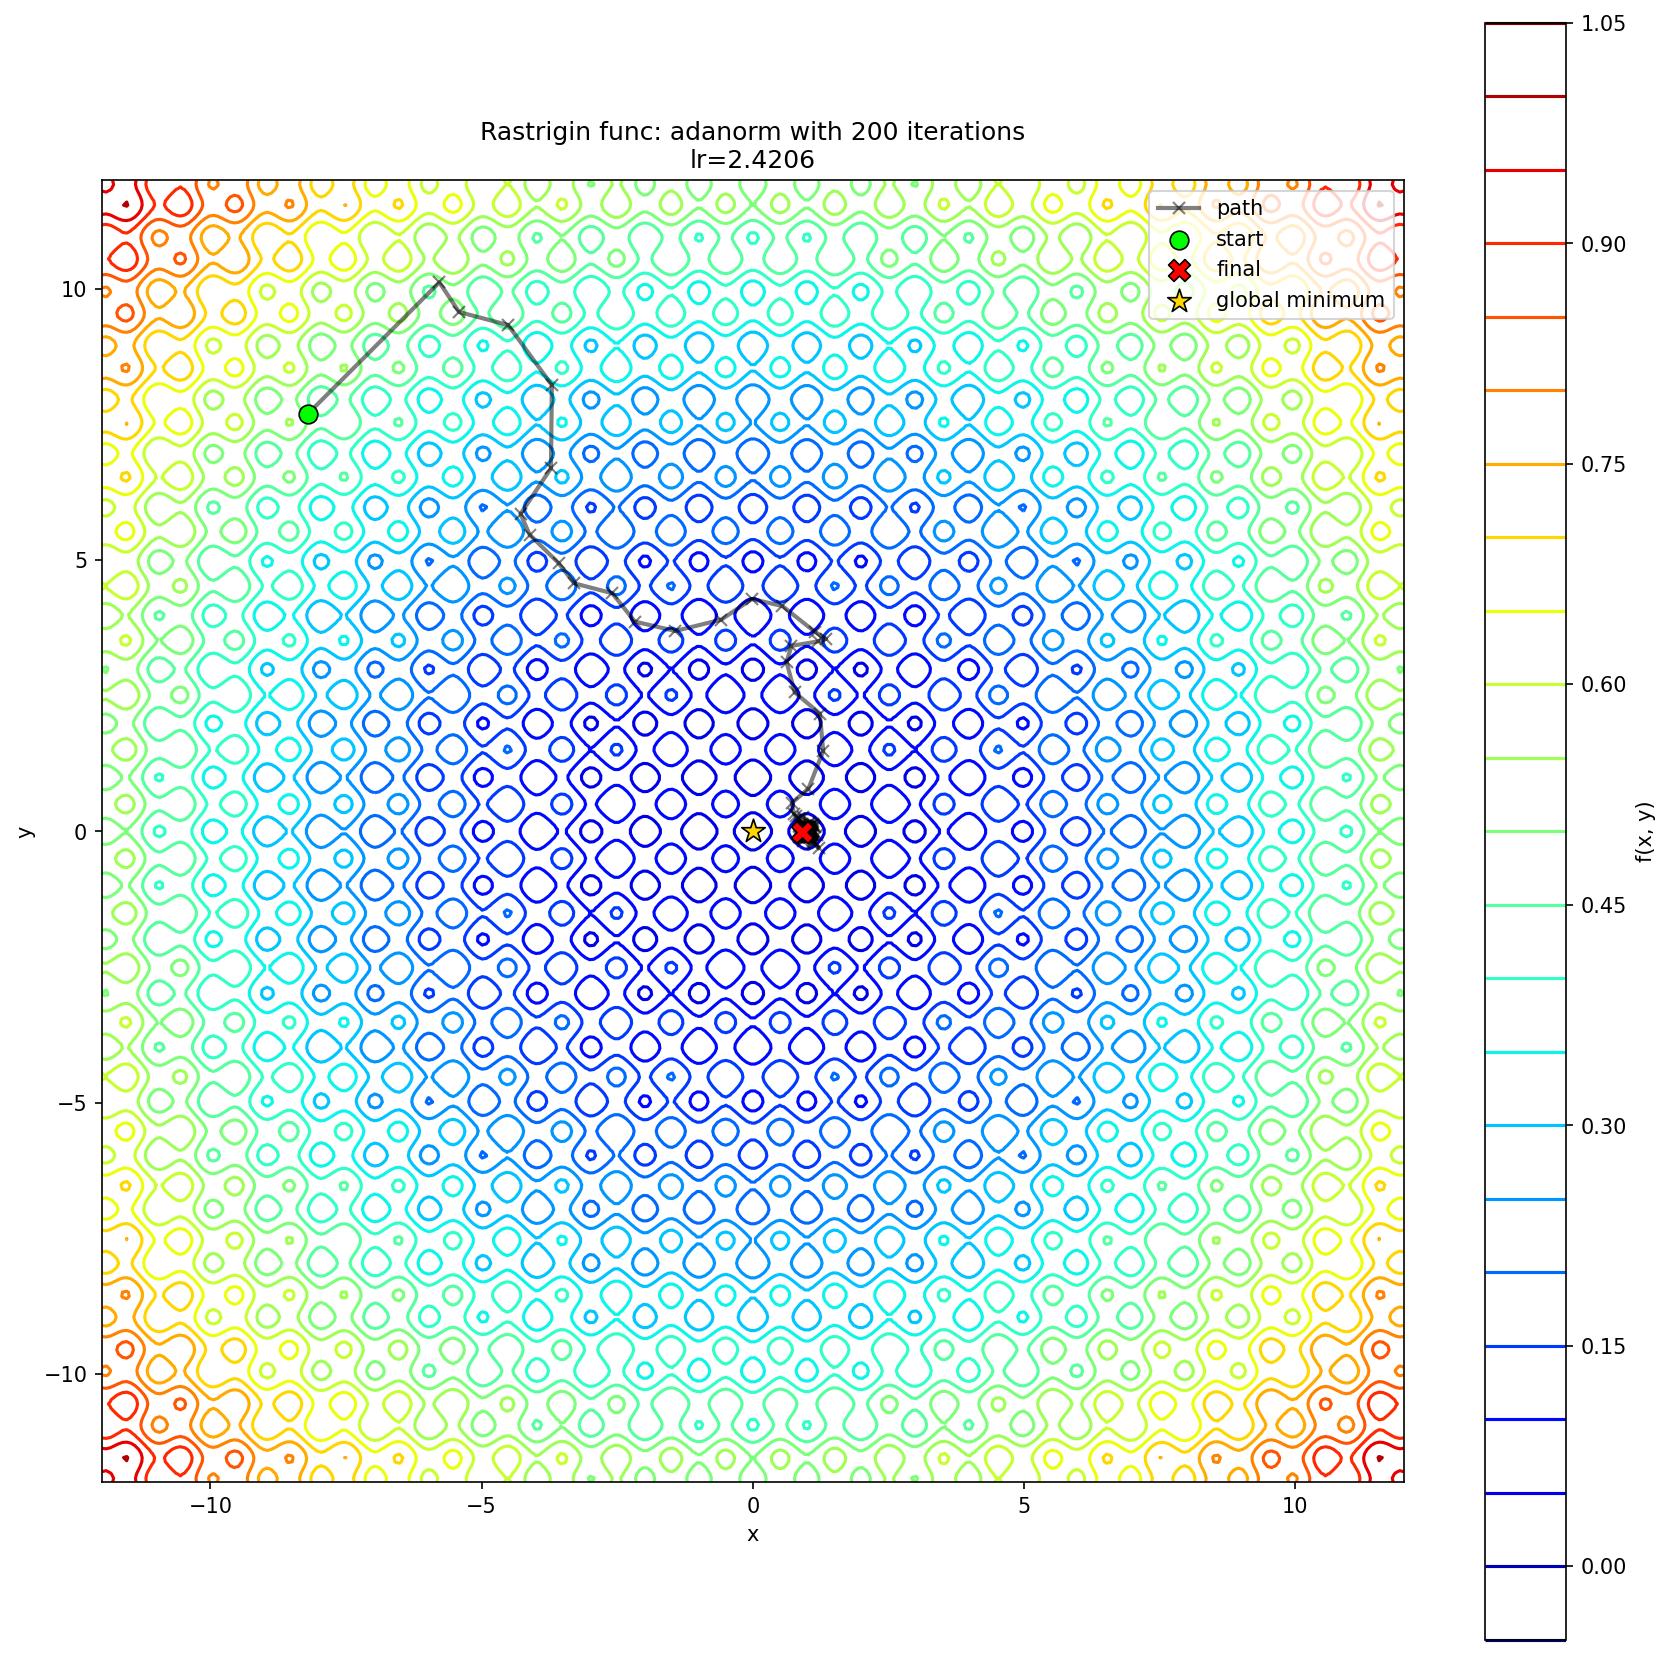 Rastrigin func: adanorm with 200 iterations
lr=2.4206
path
start
final
global minimum
10
5
0
−5
−10
y
−10
−5
0
5
10
x
1.05
0.90
0.75
0.60
0.45
0.30
0.15
0.00
f(x, y)